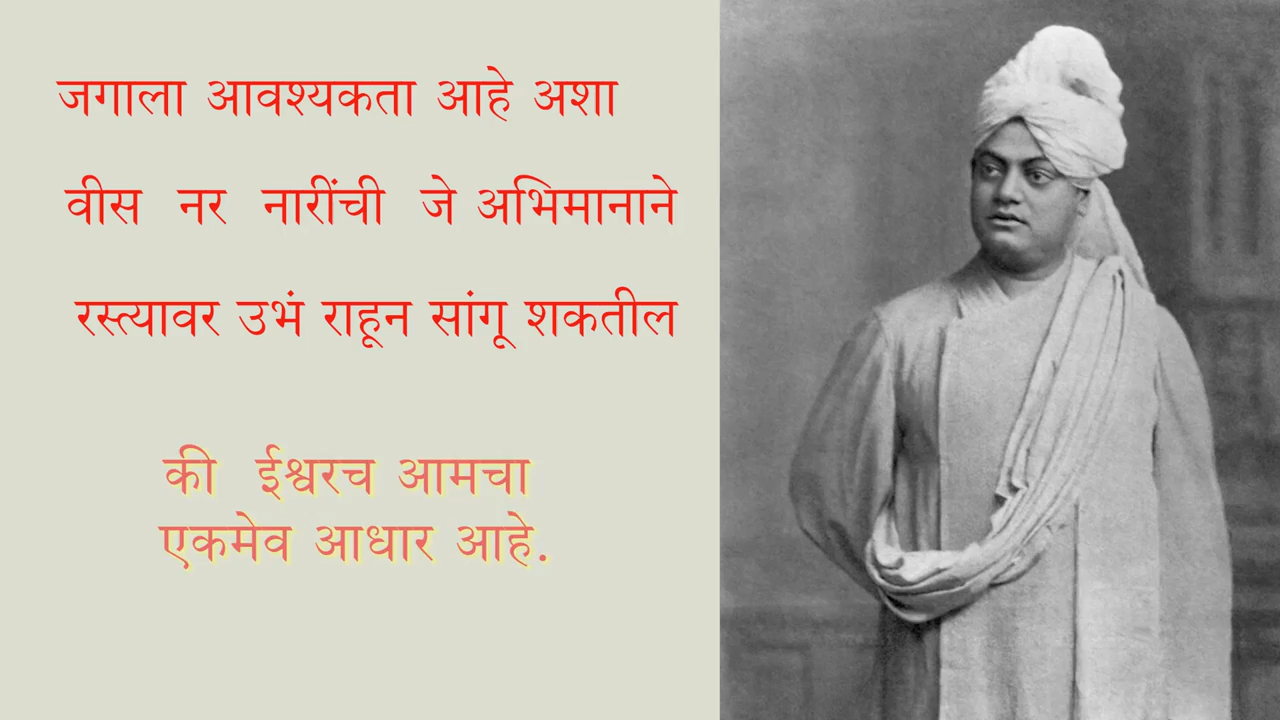 जगाला आवश्यकता आहे अशा
वीस नर नारींची जे अभिमानाने
रस्त्यावर उभं राहून सांगू शकतील
की ईश्वरच आमचा
एकमेव आधार आहे.